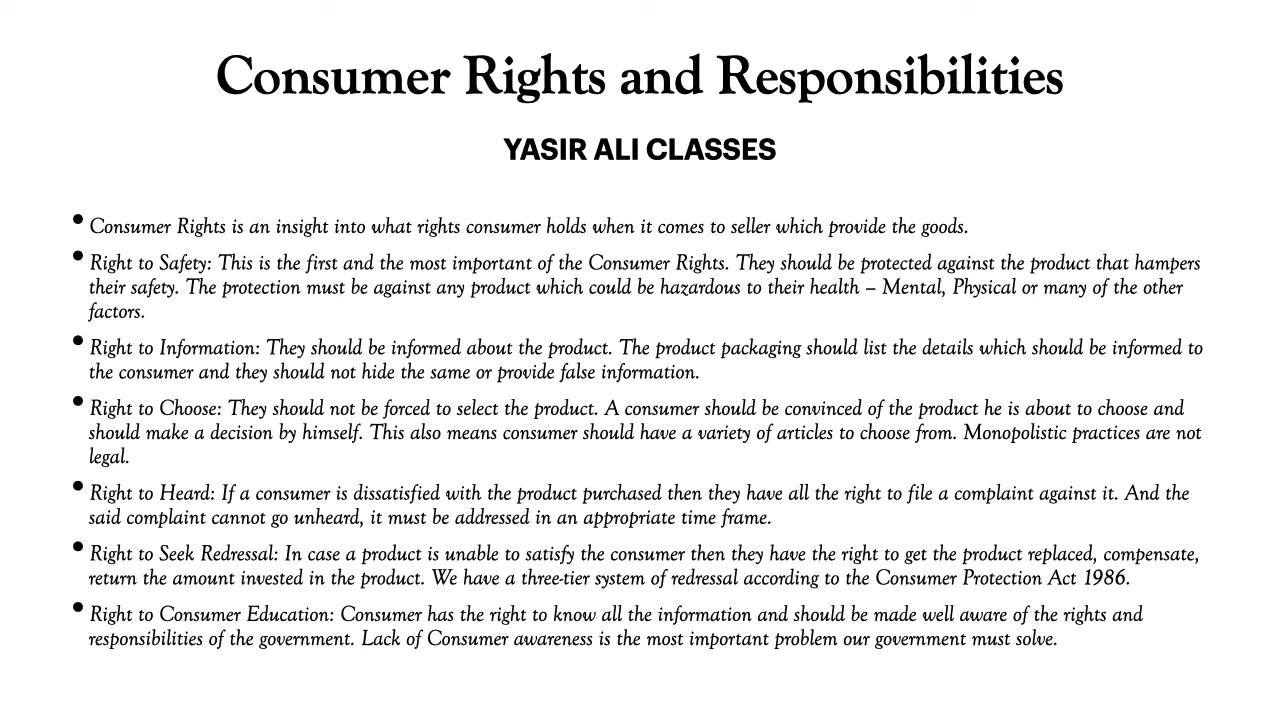 Consumer Rights and Responsibilities
YASIR ALI CLASSES
• Consumer Rights is an insight into what rights consumer holds when it comes to seller which provide the goods.
• Right to Safety: This is the first and the most important of the Consumer Rights. They should be protected against the product that hampers
their safety. The protection must be against any product which could be hazardous to their health – Mental, Physical or many of the other
factors.
• Right to Information: They should be informed about the product. The product packaging should list the details which should be informed to
the consumer and they should not hide the same or provide false information.
• Right to Choose: They should not be forced to select the product. A consumer should be convinced of the product he is about to choose and
should make a decision by himself. This also means consumer should have a variety of articles to choose from. Monopolistic practices are not
legal.
• Right to Heard: If a consumer is dissatisfied with the product purchased then they have all the right to file a complaint against it. And the
said complaint cannot go unheard, it must be addressed in an appropriate time frame.
• Right to Seek Redressal: In case a product is unable to satisfy the consumer then they have the right to get the product replaced, compensate,
return the amount invested in the product. We have a three-tier system of redressal according to the Consumer Protection Act 1986.
• Right to Consumer Education: Consumer has the right to know all the information and should be made well aware of the rights and
responsibilities of the government. Lack of Consumer awareness is the most important problem our government must solve.